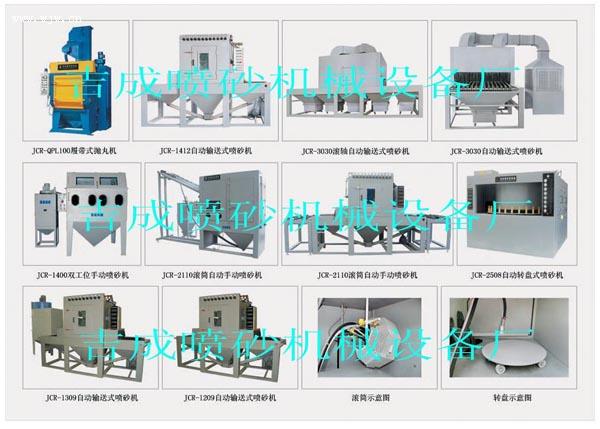 吉成喷砂机械设备厂
JCR-QPL100履带式抛丸机
JCR-1412自动输送式喷砂机
JCR-3030滚轴自动输送式喷砂机
JCR-3030自动输送式喷砂机
吉成喷砂机械设备厂
JCR-1400双工位手动喷砂机
JCR-2110滚筒自动手动喷砂机
JCR-2110滚筒自动手动喷砂机
JCR-2508自动转盘式喷砂机
吉成喷砂机械设备厂
JCR-1309自动输送式喷砂机
JCR-1209自动输送式喷砂机
滚筒示意图
转盘示意图